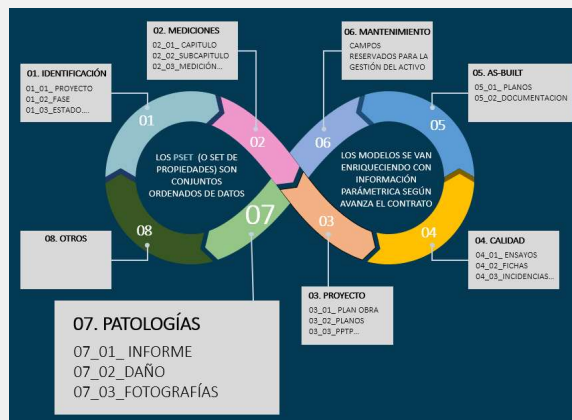 02. MEDICIONES
02_01_ CAPITULO
02_02_SUBCAPITULO
02_03_MEDICIÓN...
06. MANTENIMIENTO
CAMPOS
RESERVADOS PARA LA
GESTIÓN DEL ACTIVO
01. IDENTIFICACIÓN
01_01_ PROYECTO
01_02_FASE
01_03_ESTADO....
05. AS-BUILT
05_01_ PLANOS
05_02_DOCUMENTACION
01
02
06
05
LOS PSET (O SET DE
PROPIEDADES) SON
CONJUNTOS
ORDENADOS DE DATOS
LOS MODELOS SE VAN
ENRIQUECIENDO CON
INFORMACIÓN
PARÁMETRICA SEGÚN
AVANZA EL CONTRATO
08
07
03
04
08. OTROS
04. CALIDAD
04_01_ ENSAYOS
04_02_FICHAS
04_03_INCIDENCIAS...
03. PROYECTO
03_01_ PLAN OBRA
03_02_PLANOS
03_03_PPTP...
07. PATOLOGÍAS
07_01_ INFORME
07_02_DAÑO
07_03_FOTOGRAFÍAS